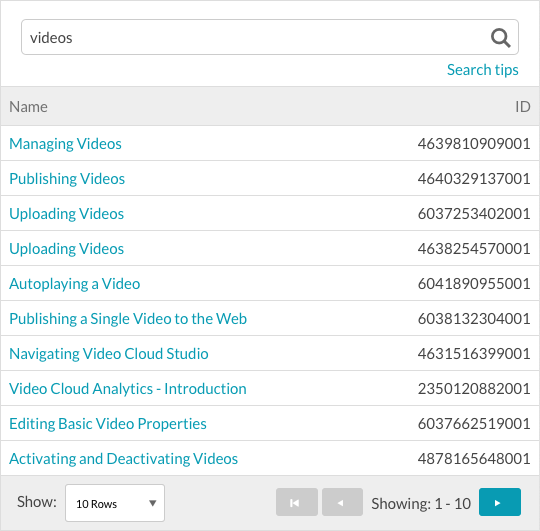 videos
Search tips
Name ID
Managing Videos 4639810909001
Publishing Videos 4640329137001
Uploading Videos 6037253402001
Uploading Videos 4638254570001
Autoplaying a Video 6041890955001
Publishing a Single Video to the Web 6038132304001
Navigating Video Cloud Studio 4631516399001
Video Cloud Analytics - Introduction 2350120882001
Editing Basic Video Properties 6037662519001
Activating and Deactivating Videos 4878165648001
Show: 10 Rows Showing: 1 - 10